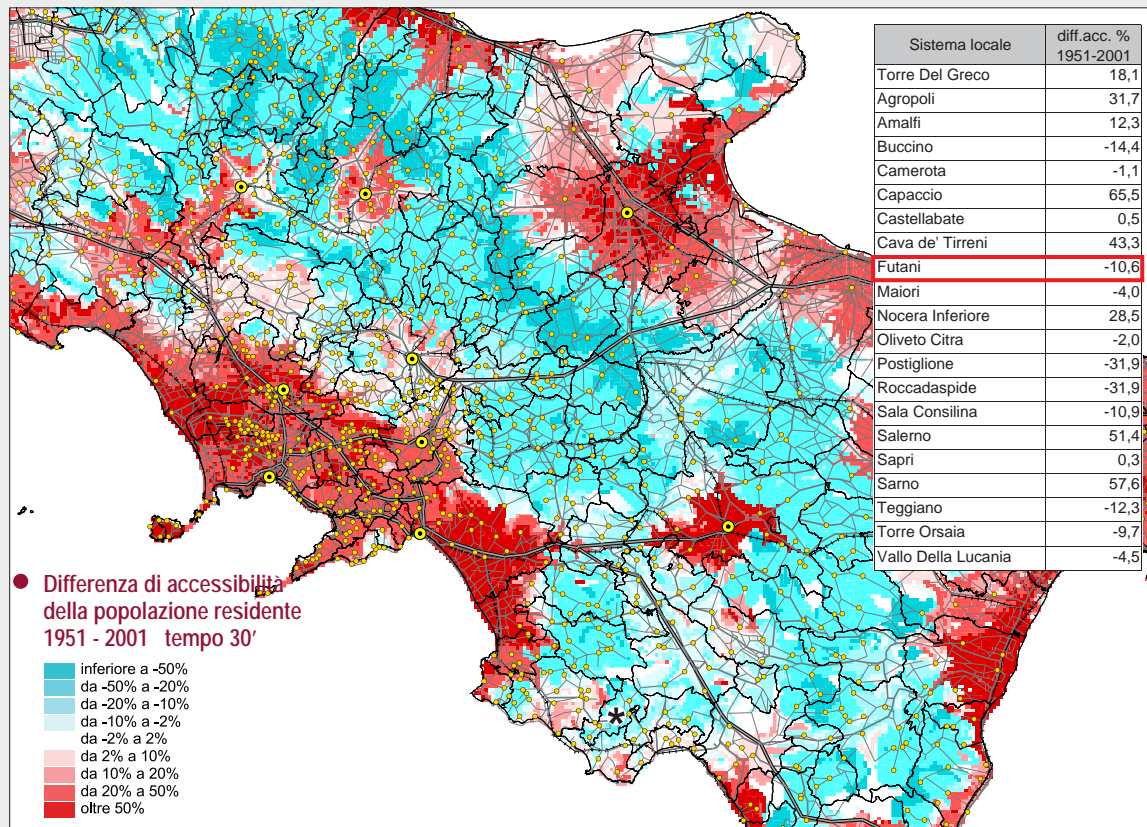 Sistema locale diff.acc. % 1951-2001
Torre Del Greco 18,1
Agropoli 31,7
Amalfi 12,3
Buccino -14,4
Camerota -1,1
Capaccio 65,5
Castellabate 0,5
Cava de' Tirreni 43,3
Futani -10,6
Maiori -4,0
Nocera Inferiore 28,5
Oliveto Citra -2,0
Postiglione -31,9
Roccadaspide -31,9
Sala Consilina -10,9
Salerno 51,4
Sapri 0,3
Sarno 57,6
Teggiano -12,3
Torre Orsaia -9,7
Vallo Della Lucania -4,5
Differenza di accessibilità
della popolazione residente
1951 - 2001 tempo 30'
inferiore a -50%
da -50% a -20%
da -20% a -10%
da -10% a -2%
da -2% a 2%
da 2% a 10%
da 10% a 20%
da 20% a 50%
oltre 50%
*